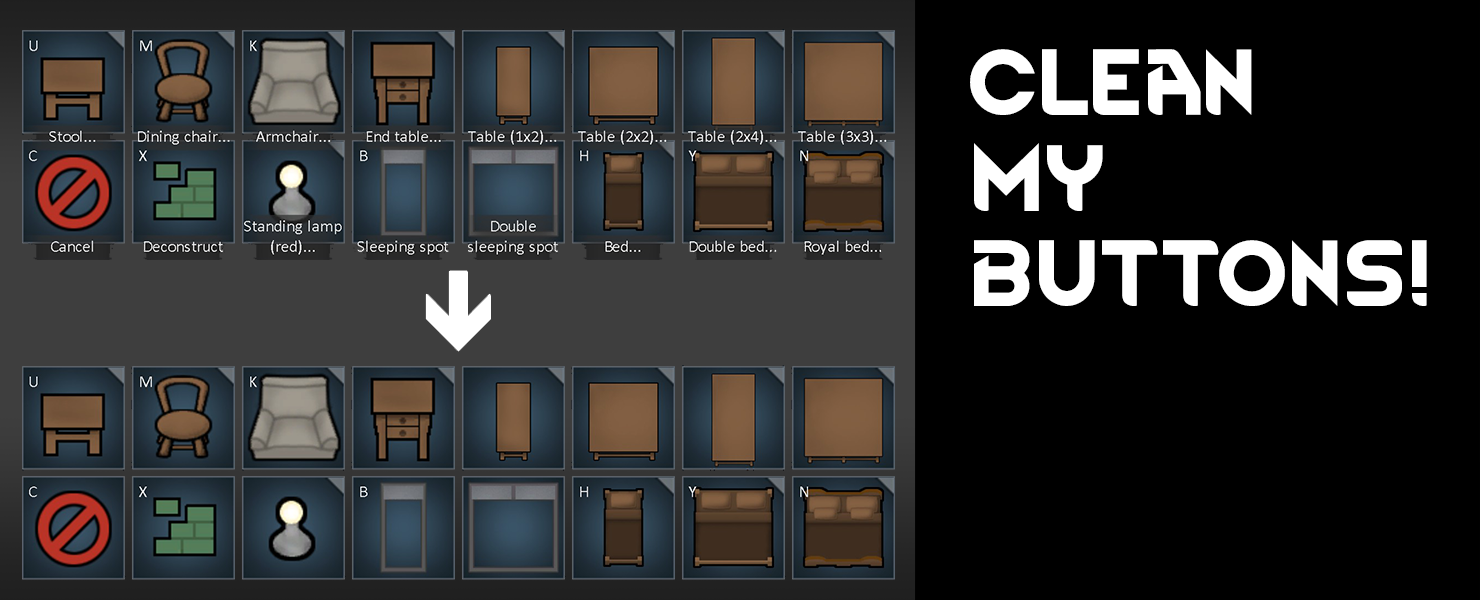 U M K
Stool... Dining chair... Armchair... End table... Table (1x2)... Table (2x2)... Table (2x4)... Table (3x3)...
C X B H Y N
Standing lamp Double
Cancel Deconstruct (red)... Sleeping spot sleeping spot Bed... Double bed... Royal bed...
U M K
C X B H Y N
CLEAN
MY
BUTTONS!